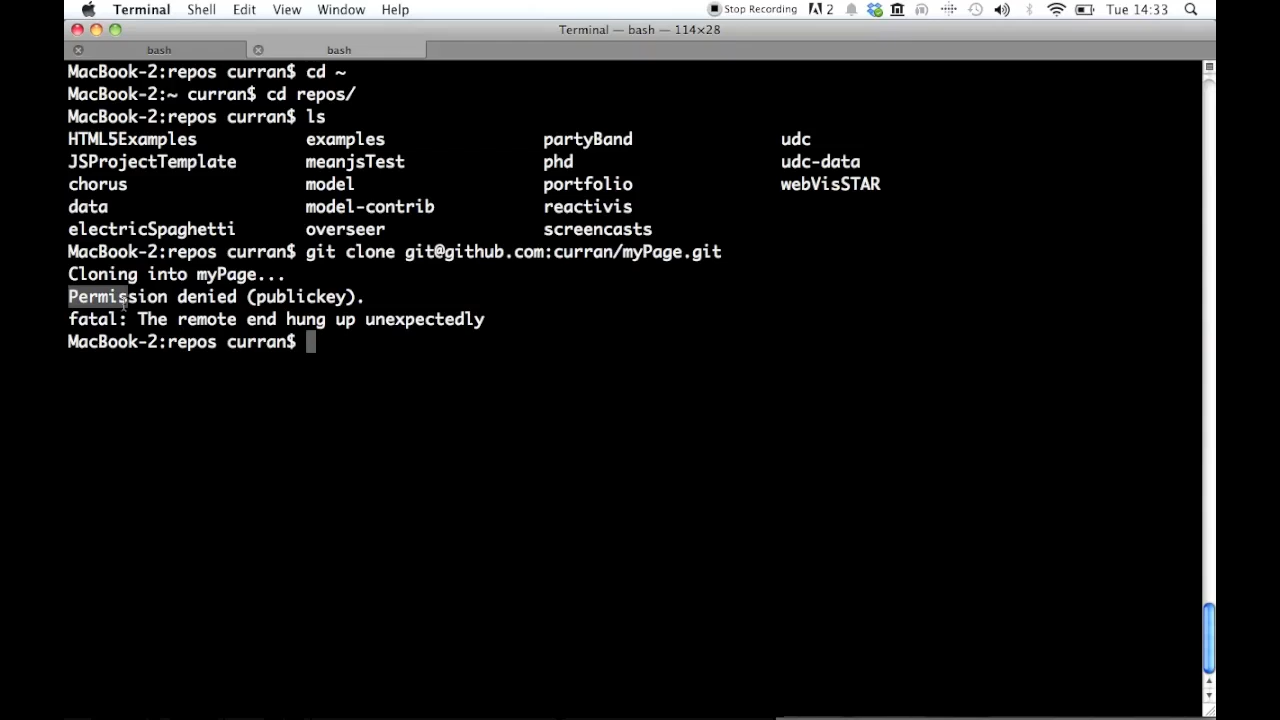 Terminal Shell Edit View Window Help Stop Recording 2 Tue 14:33
Terminal — bash — 114×28
bash bash
MacBook-2:repos curran$ cd ~
MacBook-2:~ curran$ cd repos/
MacBook-2:repos curran$ ls
HTML5Examples examples partyBand udc
JSProjectTemplate meanjsTest phd udc-data
chorus model portfolio webVisSTAR
data model-contrib reactivis
electricSpaghetti overseer screencasts
MacBook-2:repos curran$ git clone git@github.com:curran/myPage.git
Cloning into myPage...
Permission denied (publickey).
fatal: The remote end hung up unexpectedly
MacBook-2:repos curran$